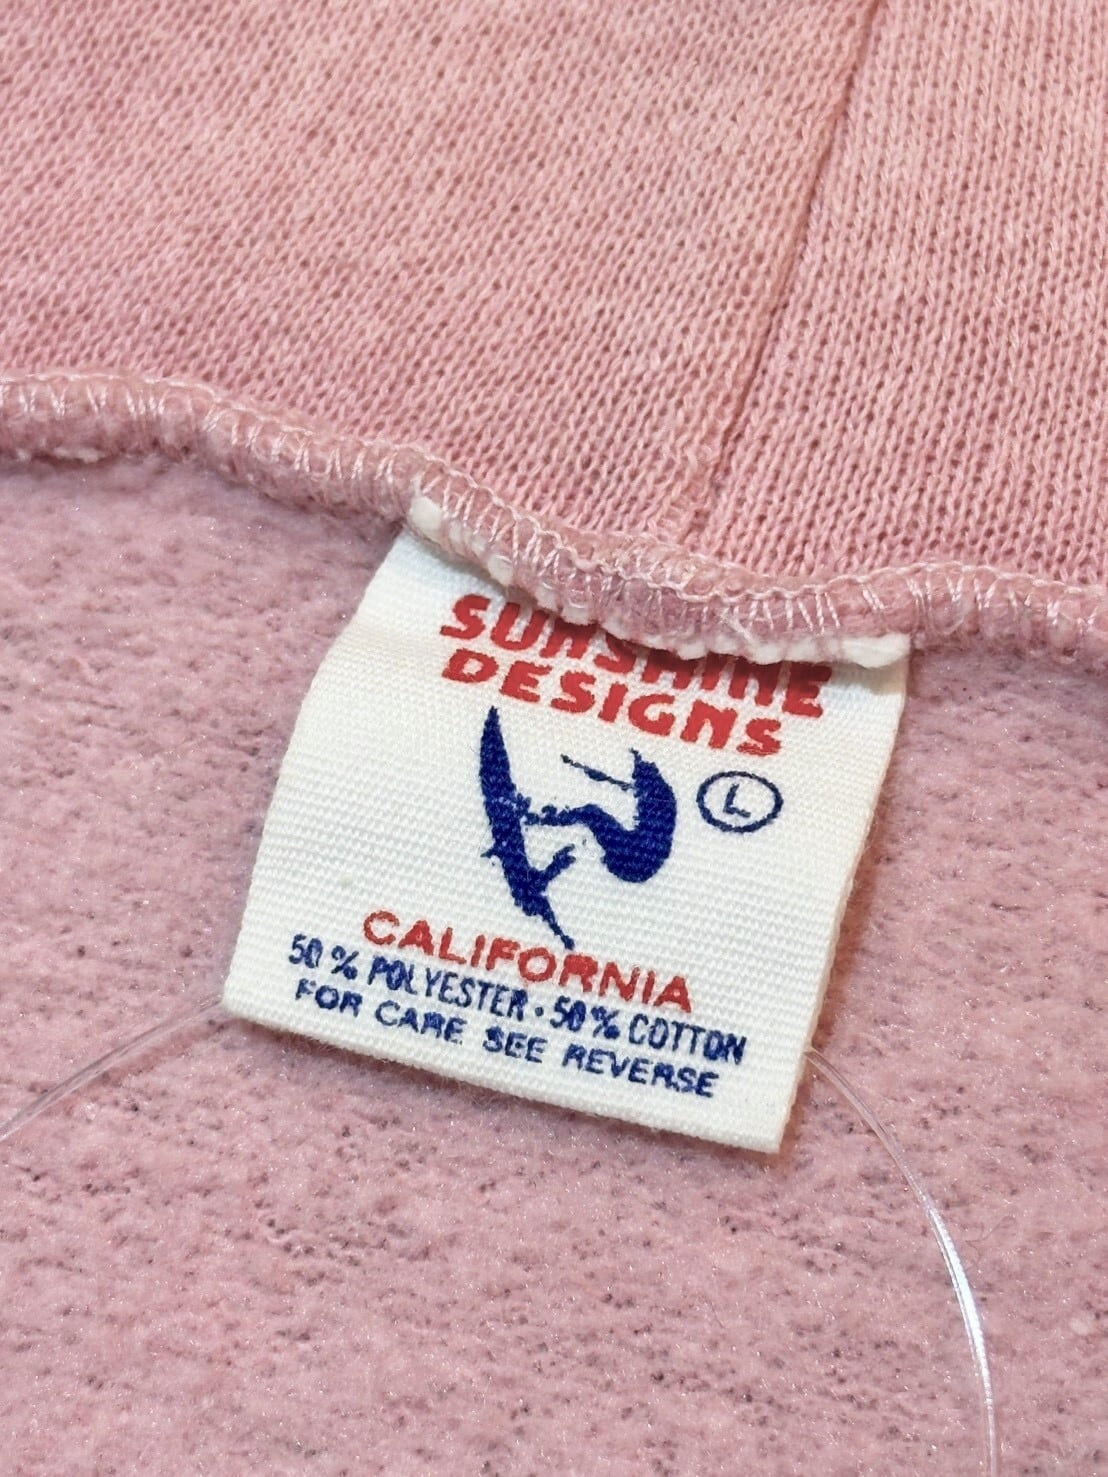 SUNSHINE
DESIGNS
L
CALIFORNIA
50% POLYESTER · 50% COTTON
FOR CARE SEE REVERSE